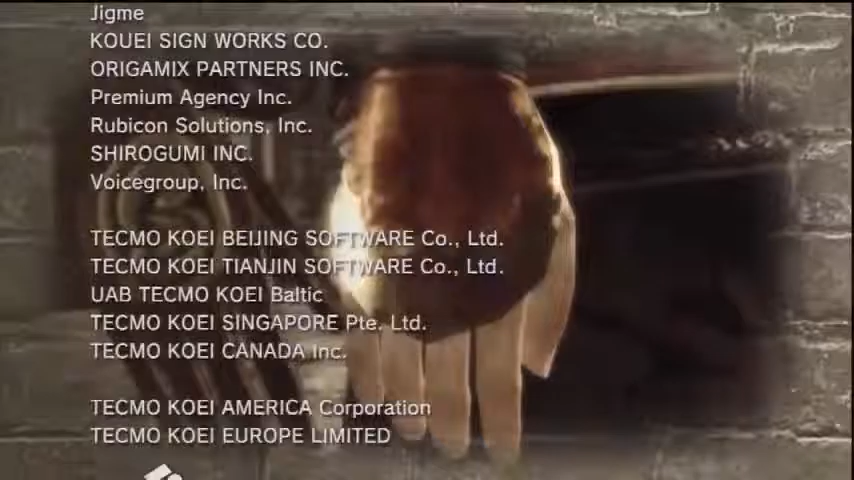 Jigme
KOUEI SIGN WORKS CO.
ORIGAMIX PARTNERS INC.
Premium Agency Inc.
Rubicon Solutions, Inc.
SHIROGUMI INC.
Voicegroup, Inc.
TECMO KOEI BEIJING SOFTWARE Co., Ltd.
TECMO KOEI TIANJIN SOFTWARE Co., Ltd.
UAB TECMO KOEI Baltic
TECMO KOEI SINGAPORE Pte. Ltd.
TECMO KOEI CANADA Inc.
TECMO KOEI AMERICA Corporation
TECMO KOEI EUROPE LIMITED